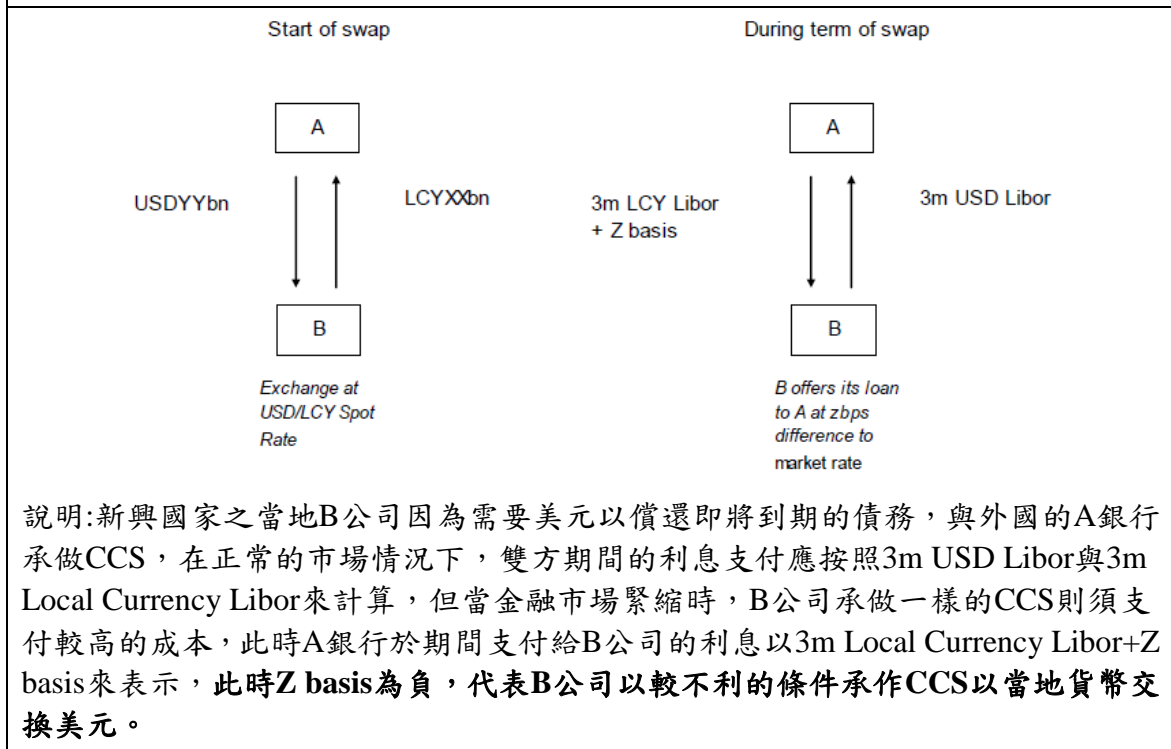 Start of swap
During term of swap
A
A
USDYYbn
LCYXXbn
3m LCY Libor
+ Z basis
3m USD Libor
B
B
Exchange at
USD/LCY Spot
Rate
B offers its loan
to A at zbps
difference to
market rate
說明:新興國家之當地B公司因為需要美元以償還即將到期的債務，與外國的A銀行
承做CCS，在正常的市場情況下，雙方期間的利息支付應按照3m USD Libor與3m
Local Currency Libor來計算，但當金融市場緊縮時，B公司承做一樣的CCS則須支
付較高的成本，此時A銀行於期間支付給B公司的利息以3m Local Currency Libor+Z
basis來表示，此時Z basis為負，代表B公司以較不利的條件承作CCS以當地貨幣交
換美元。